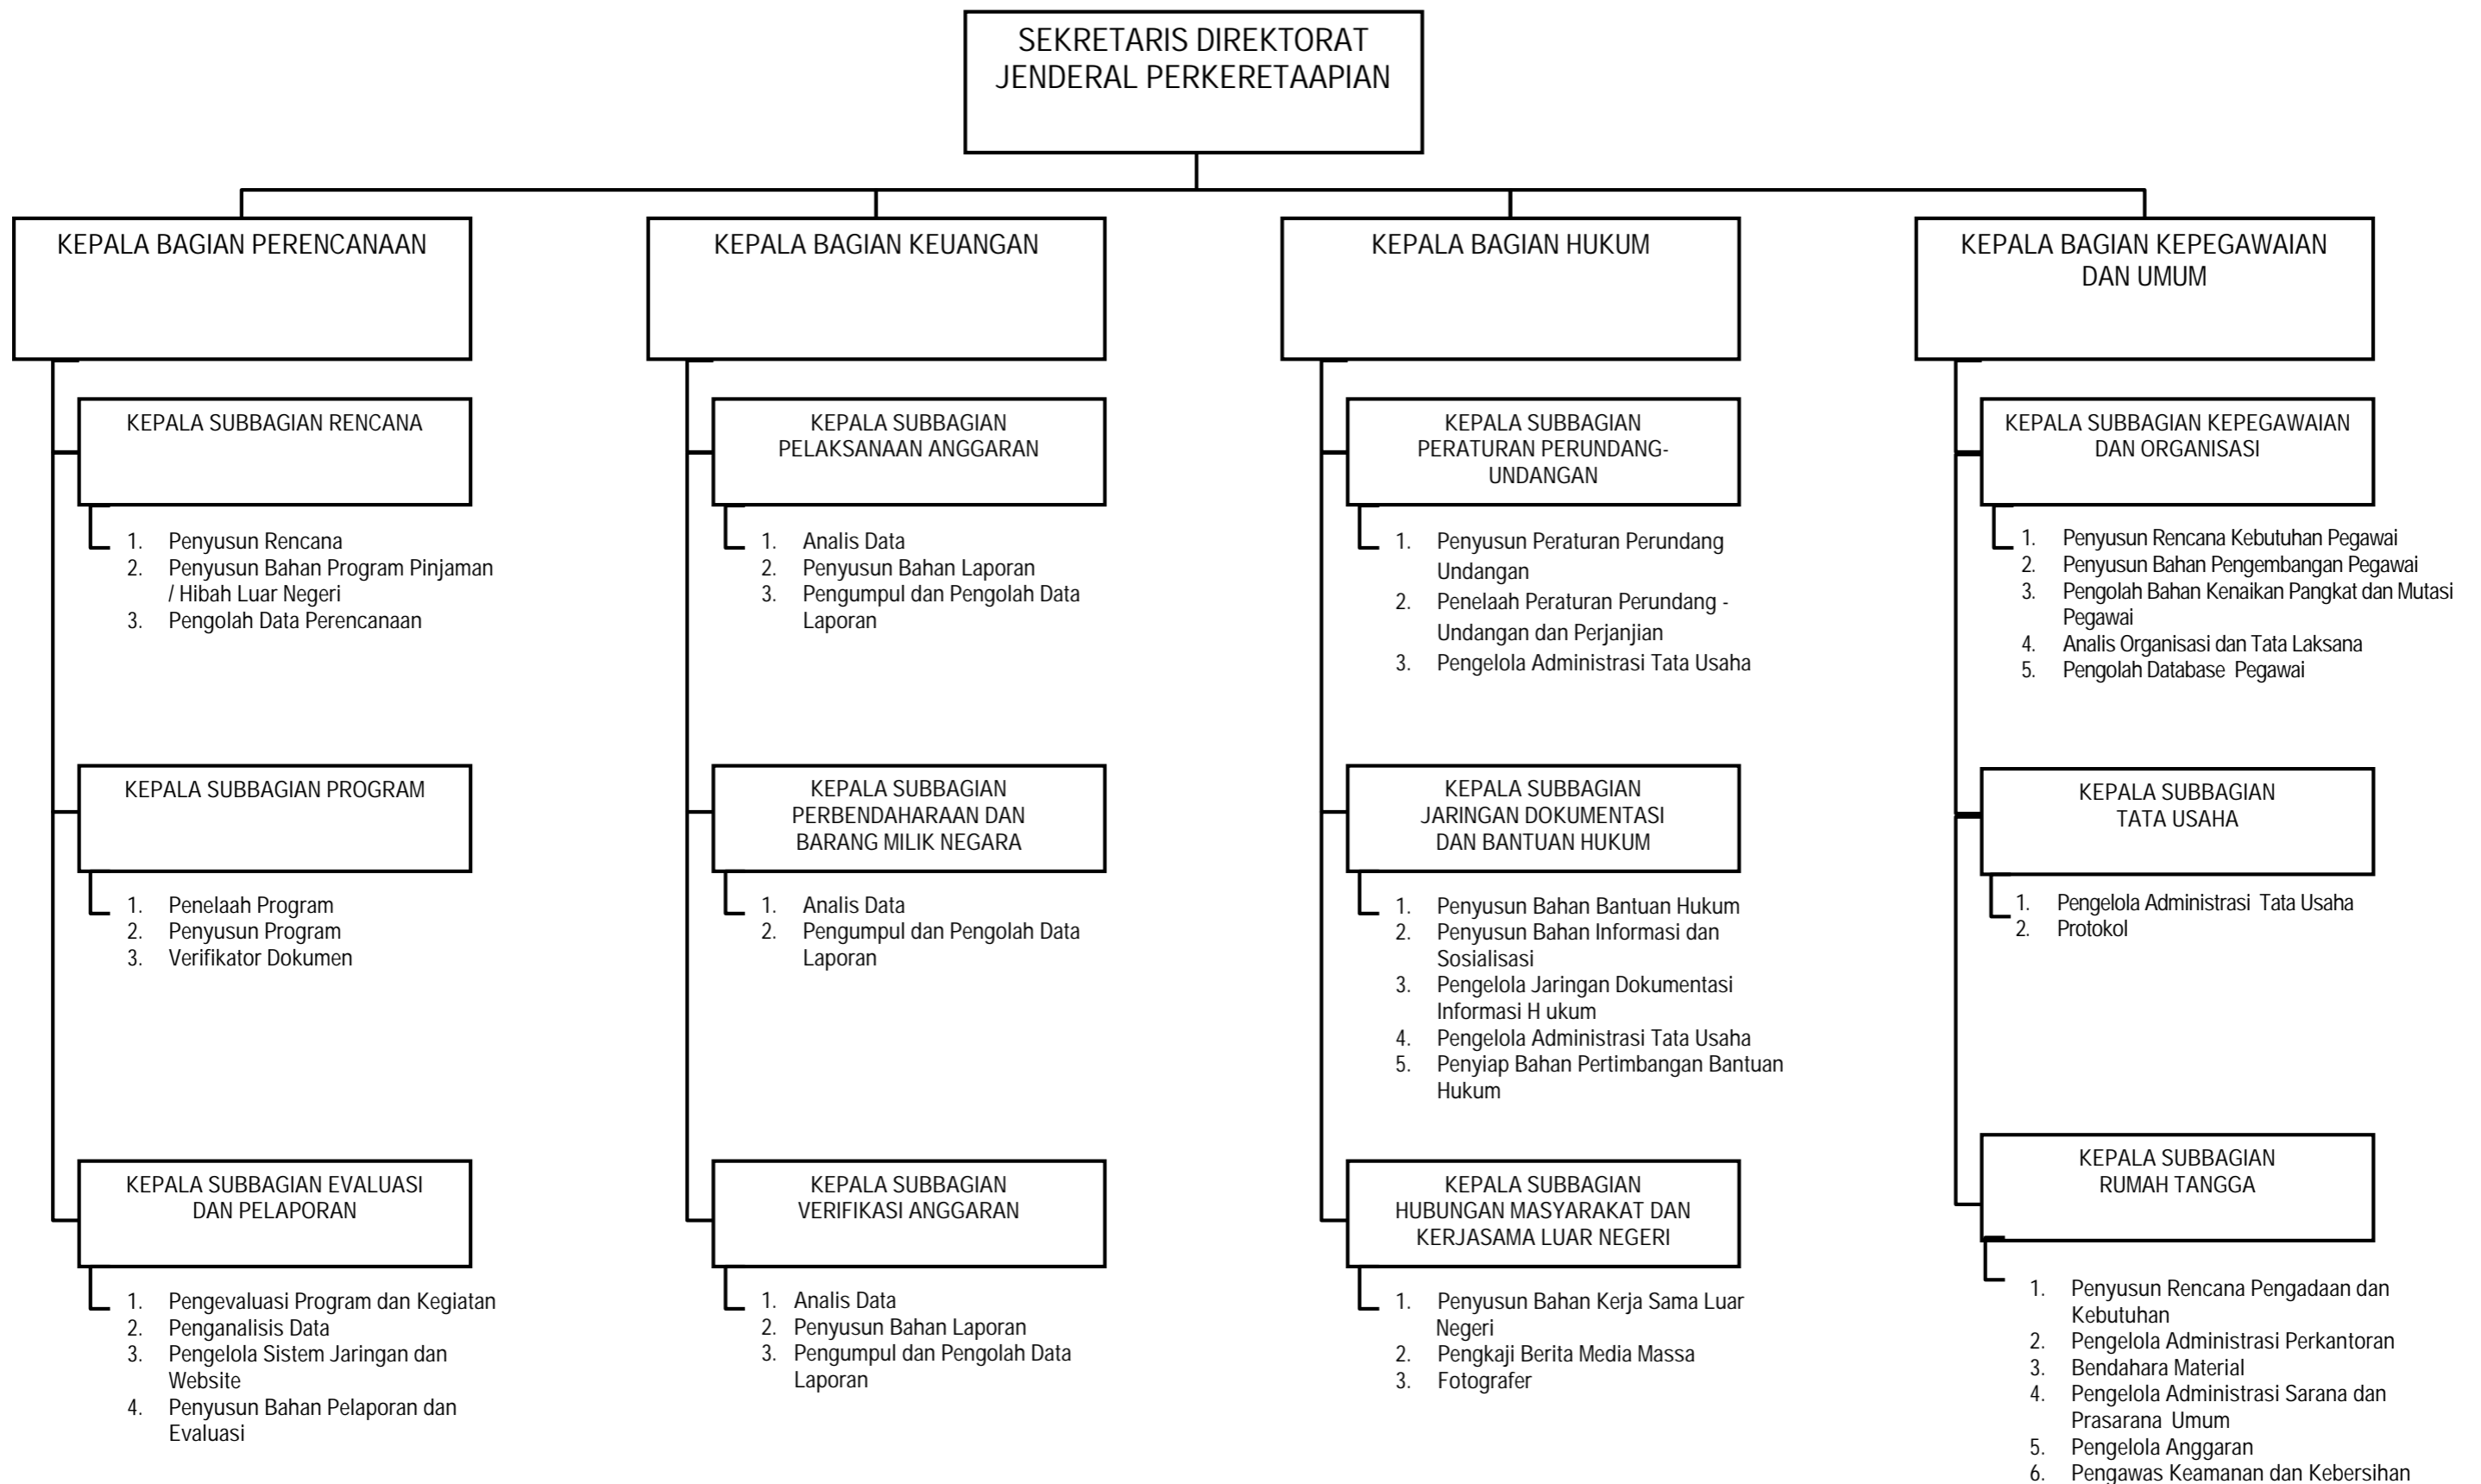 SEKRETARIS DIREKTORAT
JENDERAL PERKERETAAPIAN
KEPALA BAGIAN PERENCANAAN
KEPALA SUBBAGIAN RENCANA
1. Penyusun Rencana
2. Penyusun Bahan Program Pinjaman
/ Hibah Luar Negeri
3. Pengolah Data Perencanaan
KEPALA SUBBAGIAN PROGRAM
1. Penelaah Program
2. Penyusun Program
3. Verifikator Dokumen
KEPALA SUBBAGIAN EVALUASI
DAN PELAPORAN
1. Pengevaluasi Program dan Kegiatan
2. Penganalisis Data
3. Pengelola Sistem Jaringan dan
Website
4. Penyusun Bahan Pelaporan dan
Evaluasi
KEPALA BAGIAN KEUANGAN
KEPALA SUBBAGIAN
PELAKSANAAN ANGGARAN
1. Analis Data
2. Penyusun Bahan Laporan
3. Pengumpul dan Pengolah Data
Laporan
KEPALA SUBBAGIAN
PERBENDAHARAAN DAN
BARANG MILIK NEGARA
1. Analis Data
2. Pengumpul dan Pengolah Data
Laporan
KEPALA SUBBAGIAN
VERIFIKASI ANGGARAN
1. Analis Data
2. Penyusun Bahan Laporan
3. Pengumpul dan Pengolah Data
Laporan
KEPALA BAGIAN HUKUM
KEPALA SUBBAGIAN
PERATURAN PERUNDANG-
UNDANGAN
1. Penyusun Peraturan Perundang
Undangan
2. Penelaah Peraturan Perundang -
Undangan dan Perjanjian
3. Pengelola Administrasi Tata Usaha
KEPALA SUBBAGIAN
JARINGAN DOKUMENTASI
DAN BANTUAN HUKUM
1. Penyusun Bahan Bantuan Hukum
2. Penyusun Bahan Informasi dan
Sosialisasi
3. Pengelola Jaringan Dokumentasi
Informasi H ukum
4. Pengelola Administrasi Tata Usaha
5. Penyiap Bahan Pertimbangan Bantuan
Hukum
KEPALA SUBBAGIAN
HUBUNGAN MASYARAKAT DAN
KERJASAMA LUAR NEGERI
1. Penyusun Bahan Kerja Sama Luar
Negeri
2. Pengkaji Berita Media Massa
3. Fotografer
KEPALA BAGIAN KEPEGAWAIAN
DAN UMUM
KEPALA SUBBAGIAN KEPEGAWAIAN
DAN ORGANISASI
1. Penyusun Rencana Kebutuhan Pegawai
2. Penyusun Bahan Pengembangan Pegawai
3. Pengolah Bahan Kenaikan Pangkat dan Mutasi
Pegawai
4. Analis Organisasi dan Tata Laksana
5. Pengolah Database Pegawai
KEPALA SUBBAGIAN
TATA USAHA
1. Pengelola Administrasi Tata Usaha
2. Protokol
KEPALA SUBBAGIAN
RUMAH TANGGA
1. Penyusun Rencana Pengadaan dan
Kebutuhan
2. Pengelola Administrasi Perkantoran
3. Bendahara Material
4. Pengelola Administrasi Sarana dan
Prasarana Umum
5. Pengelola Anggaran
6. Pengawas Keamanan dan Kebersihan